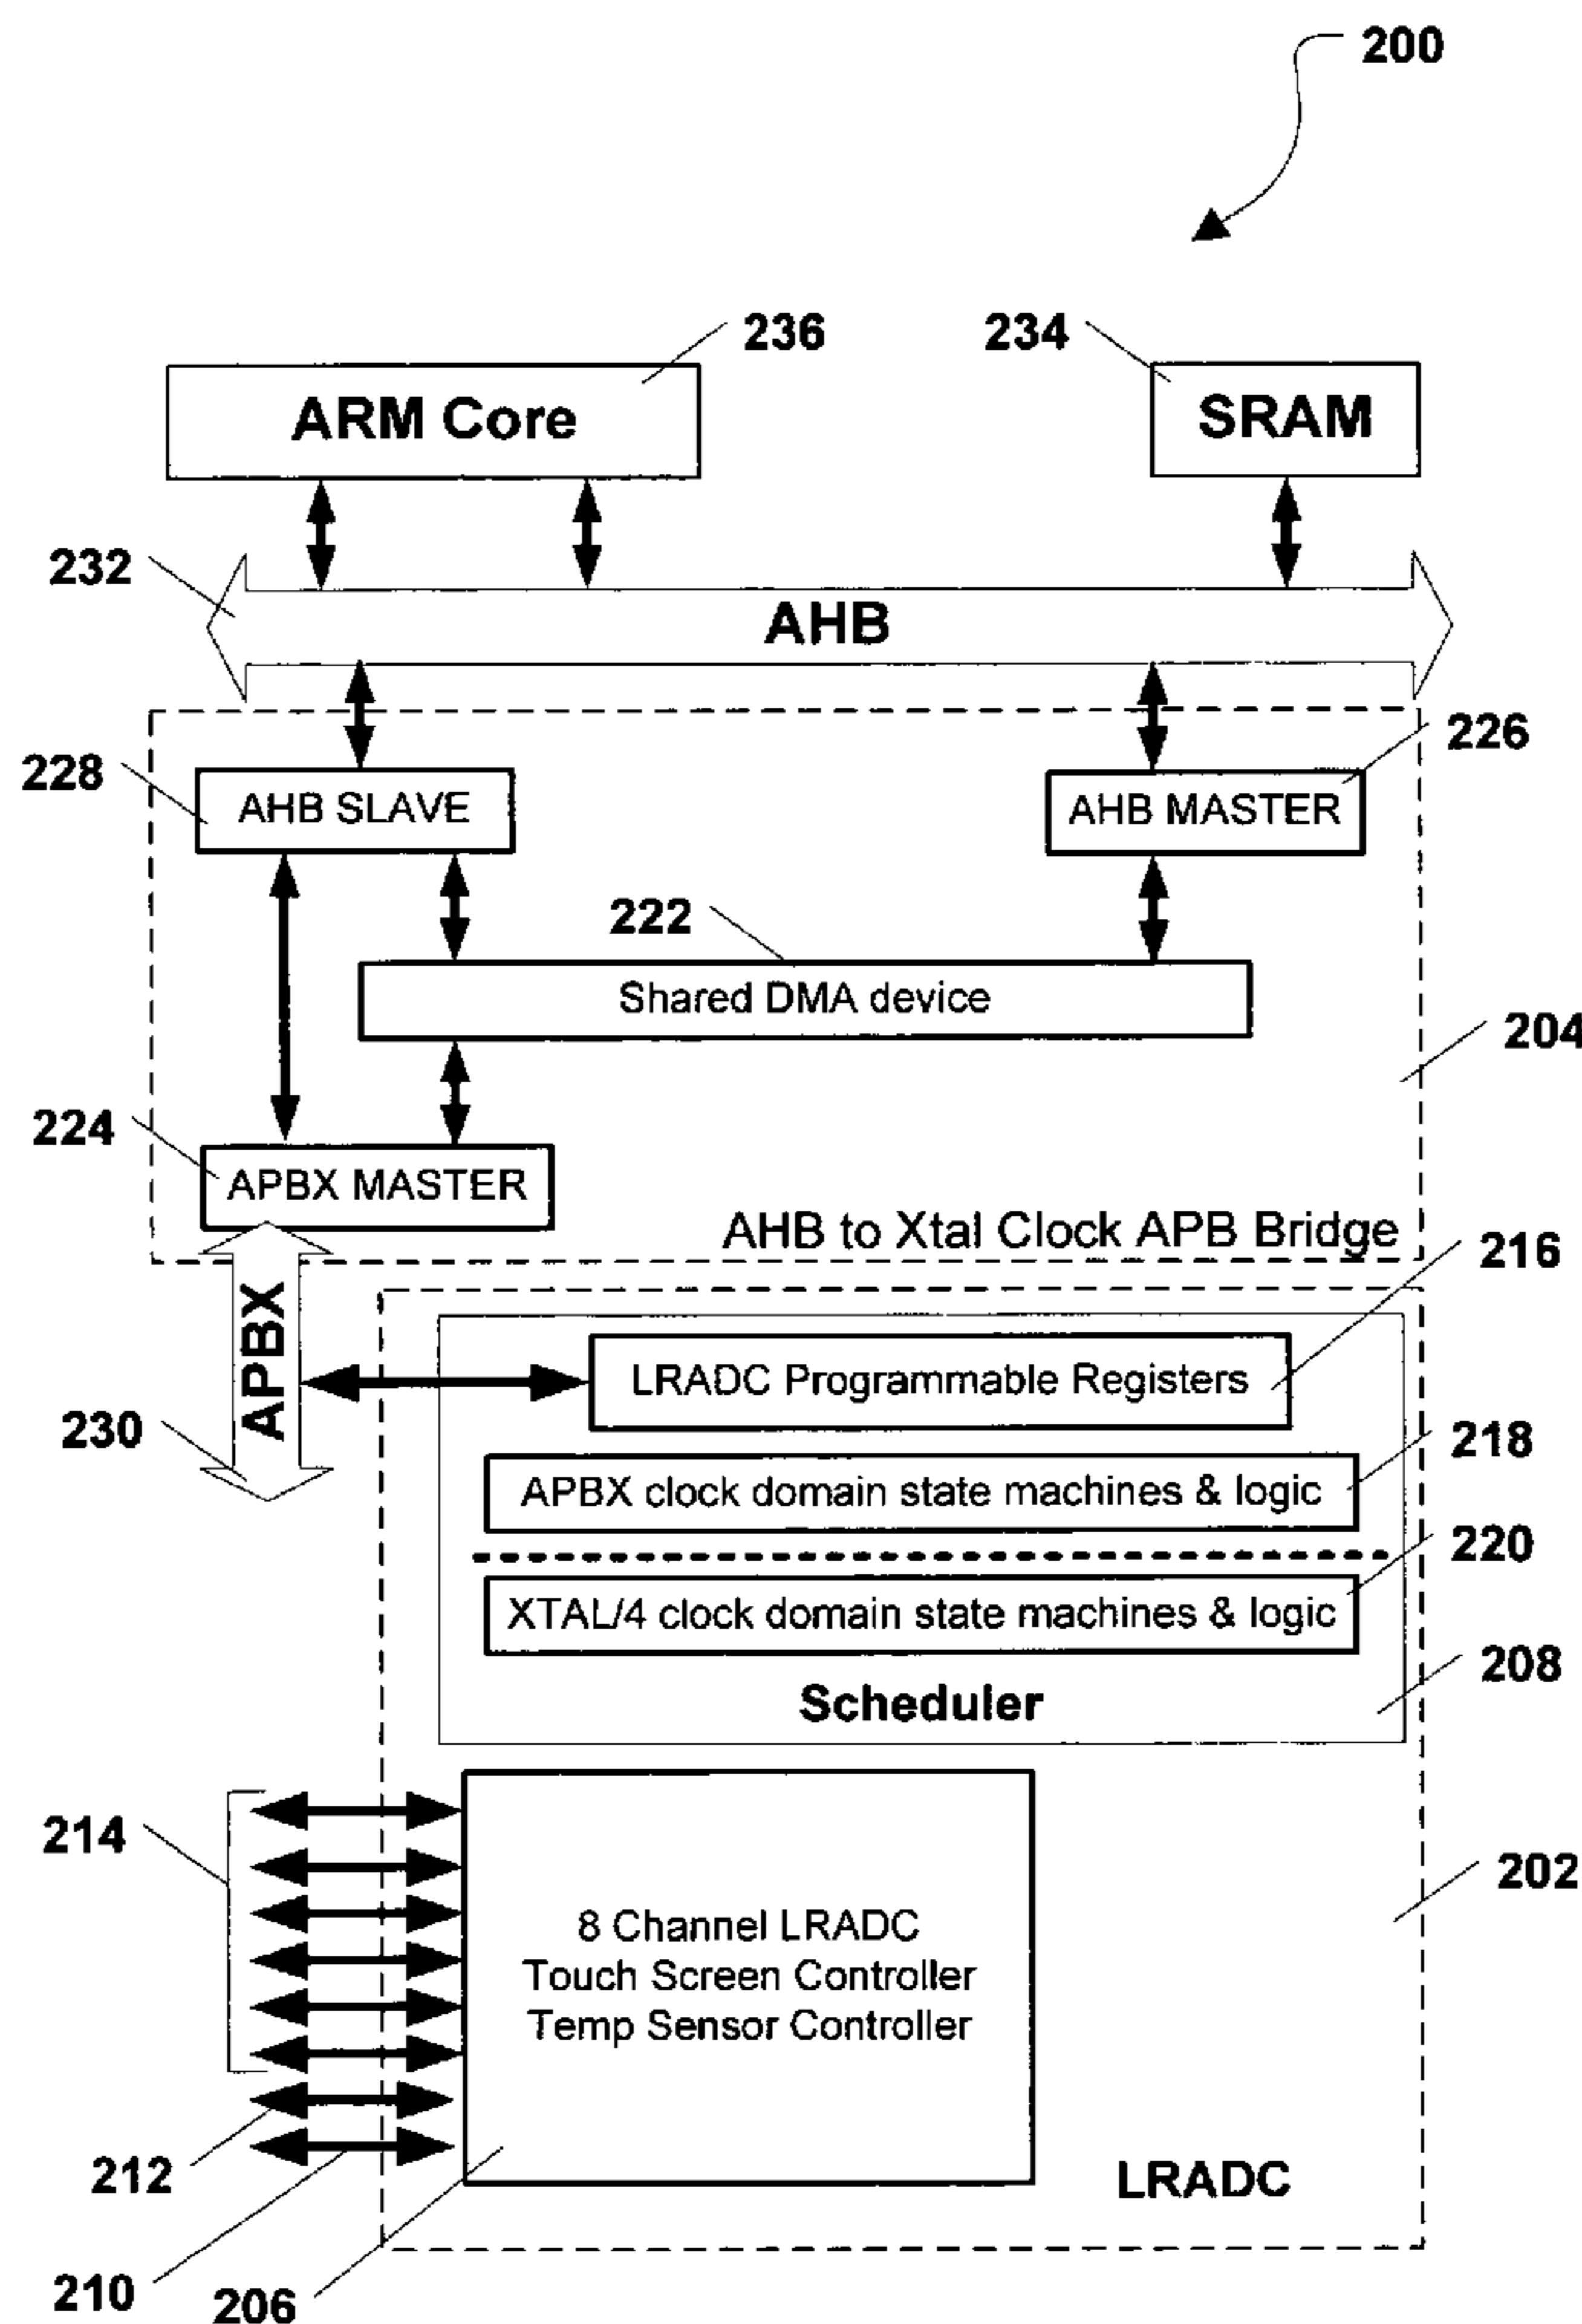 200
236
234
ARM Core
SRAM
232
AHB
228
226
AHB SLAVE
AHB MASTER
222
Shared DMA device
204
224
APBX MASTER
AHB to Xtal Clock APB Bridge
216
APBX
LRADC Programmable Registers
230
218
APBX clock domain state machines & logic
220
XTAL/4 clock domain state machines & logic
208
Scheduler
214
202
8 Channel LRADC
Touch Screen Controller
Temp Sensor Controller
212
LRADC
210
206